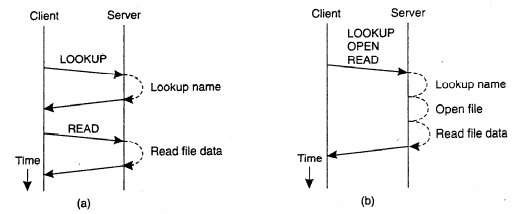 Client Server
LOOKUP
Lookup name
READ
Read file data
Time
(a)
Client Server
LOOKUP
OPEN
READ
Lookup name
Open file
Read file data
Time
(b)